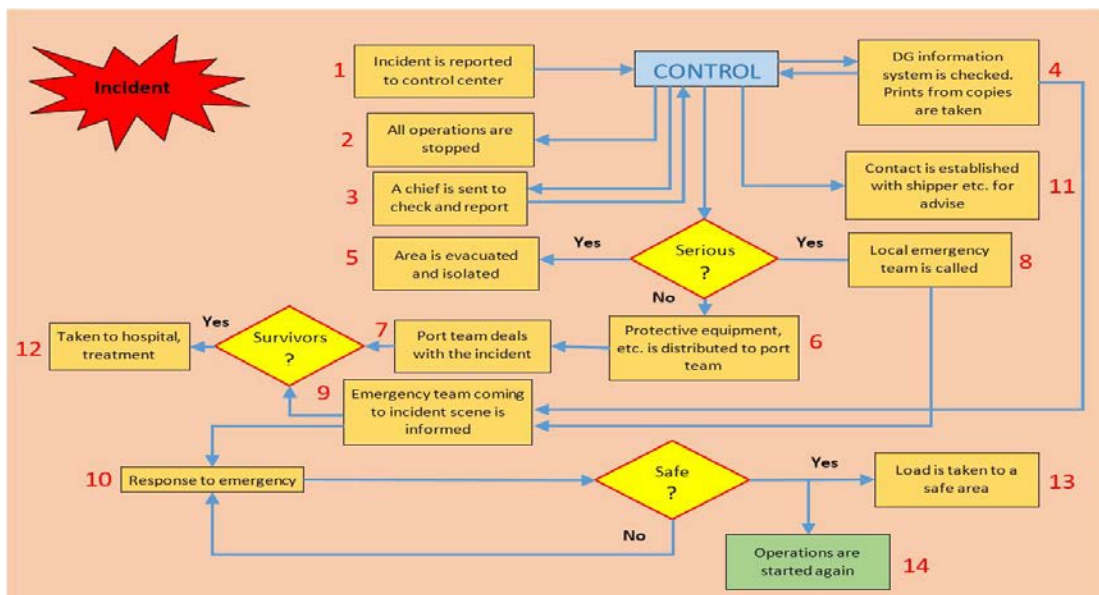 Incident
1
Incident is reported
to control center
CONTROL
DG information
system is checked.
Prints from copies
are taken
4
2
All operations are
stopped
3
A chief is sent to
check and report
Contact is established
with shipper etc. for
advise
11
5
Area is evacuated
and isolated
Yes
Serious
?
Yes
Local emergency
team is called
8
No
12
Taken to hospital,
treatment
Yes
Survivors
?
7
Port team deals
with the incident
Protective equipment,
etc. is distributed to port
team
6
9
Emergency team coming
to incident scene is
informed
10
Response to emergency
Safe
?
Yes
Load is taken to a
safe area
13
No
Operations are
started again
14